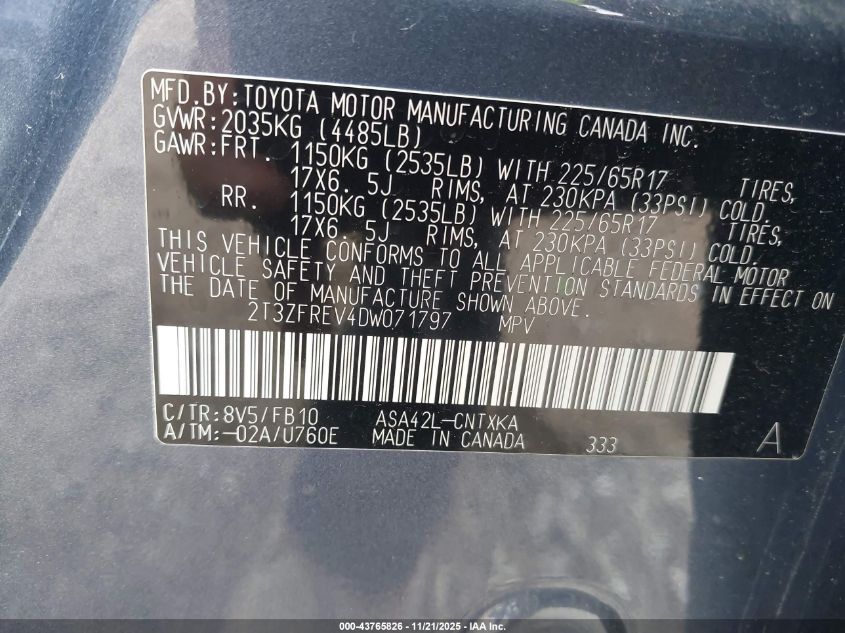 MFD.BY:TOYOTA MOTOR MANUFACTURING CANADA INC.
GVWR:2035KG (4485LB)
GAWR:FRT. 1150KG (2535LB) WITH 225/65R17 TIRES,
17X6. 5J RIMS, AT 230KPA (33PSI) COLD.
RR. 1150KG (2535LB) WITH 225/65R17 TIRES,
17X6. 5J RIMS, AT 230KPA (33PSI) COLD.
THIS VEHICLE CONFORMS TO ALL APPLICABLE FEDERAL MOTOR
VEHICLE SAFETY AND THEFT PREVENTION STANDARDS IN EFFECT ON
THE DATE OF MANUFACTURE SHOWN ABOVE.
2T3ZFREV4DW071797 MPV
C/TR:8V5/FB10 ASA42L-CNTXKA
A/TM:-02A/U760E MADE IN CANADA 333 A
000-43765826 - 11/21/2025 - IAA Inc.